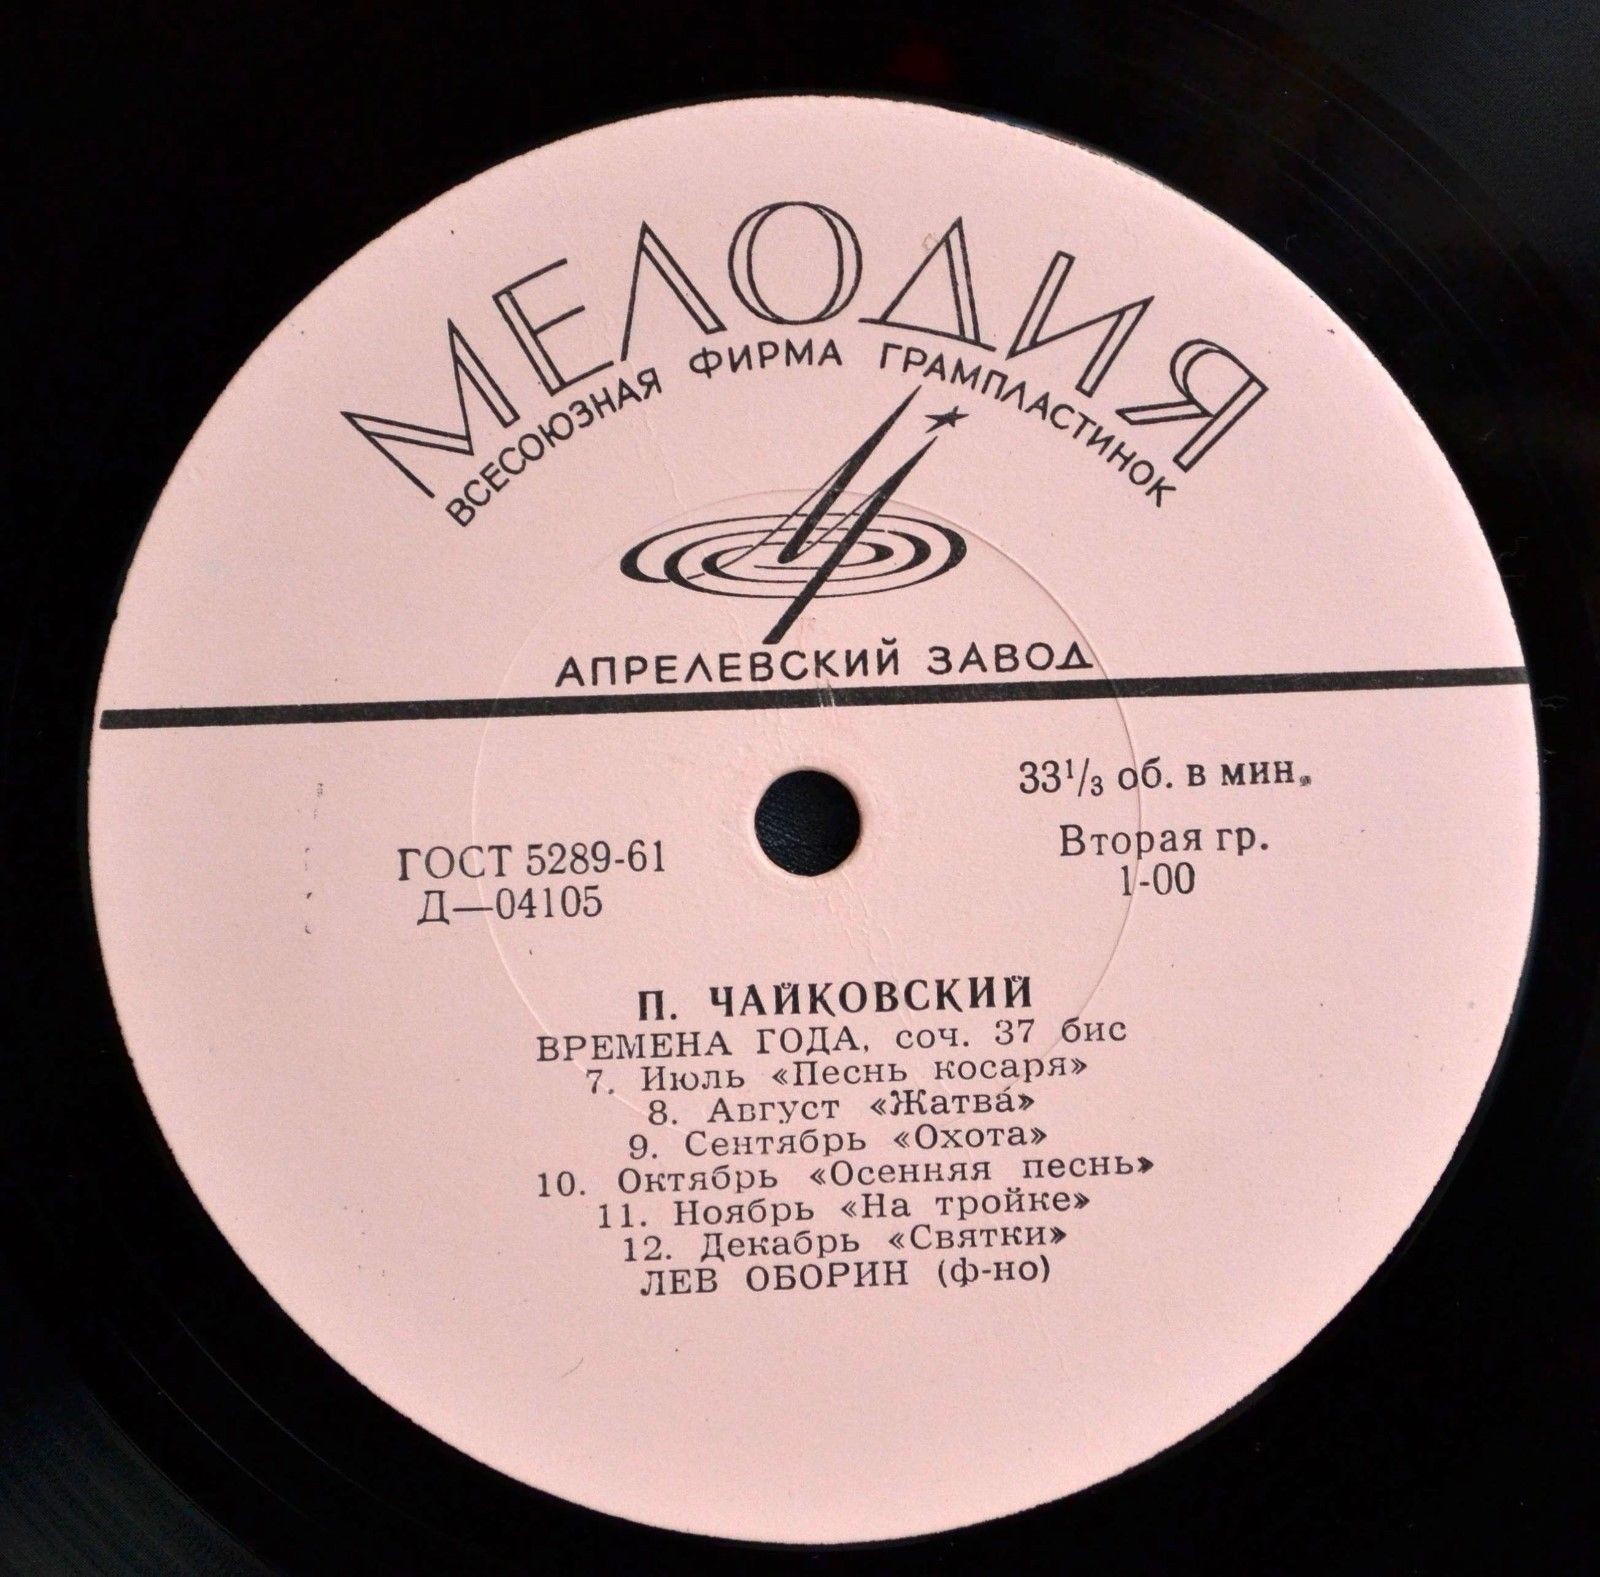 МЕЛОДИЯ
ВСЕСОЮЗНАЯ ФИРМА ГРАМПЛАСТИНОК
АПРЕЛЕВСКИЙ ЗАВОД
33 1/3 об. в мин.
ГОСТ 5289-61
Д—04105
Вторая гр.
1-00
П. ЧАЙКОВСКИЙ
ВРЕМЕНА ГОДА, соч. 37 бис
7. Июль «Песнь косаря»
8. Август «Жатва́»
9. Сентябрь «Охота»
10. Октябрь «Осенняя песнь»
11. Ноябрь «На тройке»
12. Декабрь «Святки»
ЛЕВ ОБОРИН (ф-но)